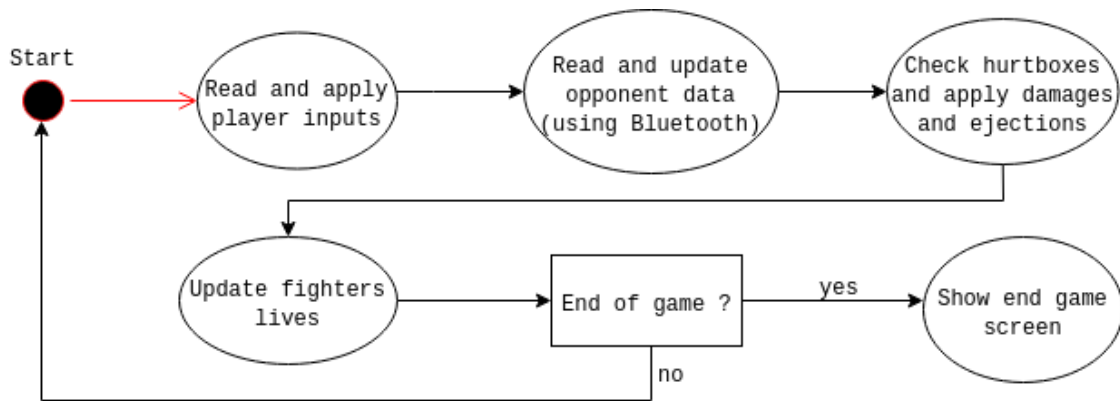 Start
Read and apply
player inputs
Read and update
opponent data
(using Bluetooth)
Check hurtboxes
and apply damages
and ejections
Update fighters
lives
End of game ?
yes
Show end game
screen
no